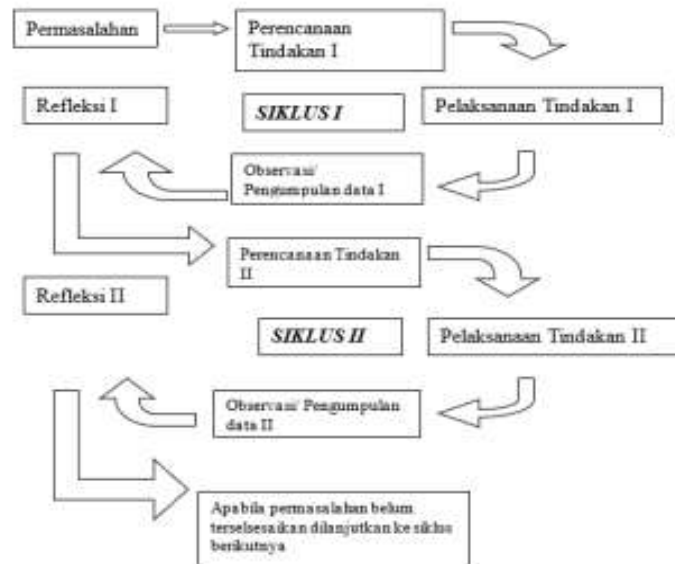 Permasalahan
Perencanaan
Tindakan I
Refleksi I
SIKLUS I
Pelaksanaan Tindakan I
Observasi/
Pengumpulan data I
Perencanaan Tindakan
II
Refleksi II
SIKLUS II
Pelaksanaan Tindakan II
Observasi/ Pengumpulan
data II
Apabila permasalahan belum
terselsesaikan dilanjutkan ke siklus
berikutnya